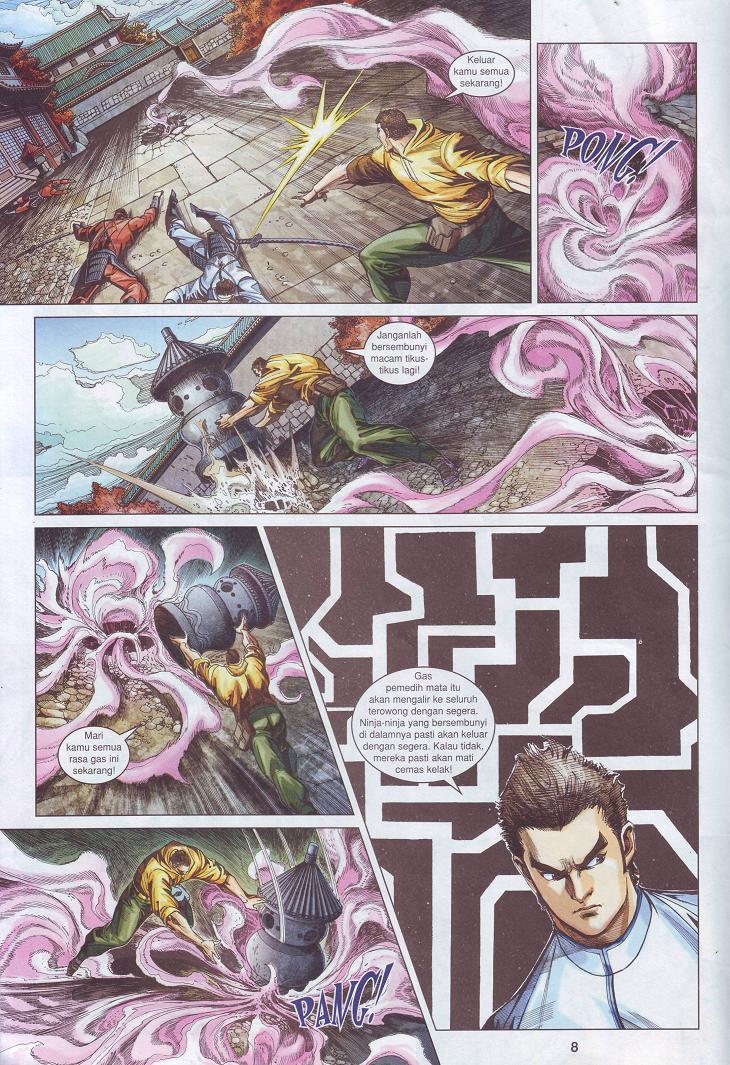 Keluar
kamu semua
sekarang!
PONG!
Janganlah
bersembunyi
macam tikus-
tikus lagi!
Mari
kamu semua
rasa gas ini
sekarang!
Gas
pemedih mata itu
akan mengalir ke seluruh
terowong dengan segera.
Ninja-ninja yang bersembunyi
di dalamnya pasti akan keluar
dengan segera. Kalau tidak,
mereka pasti akan mati
cemas kelak!
PANG!
8